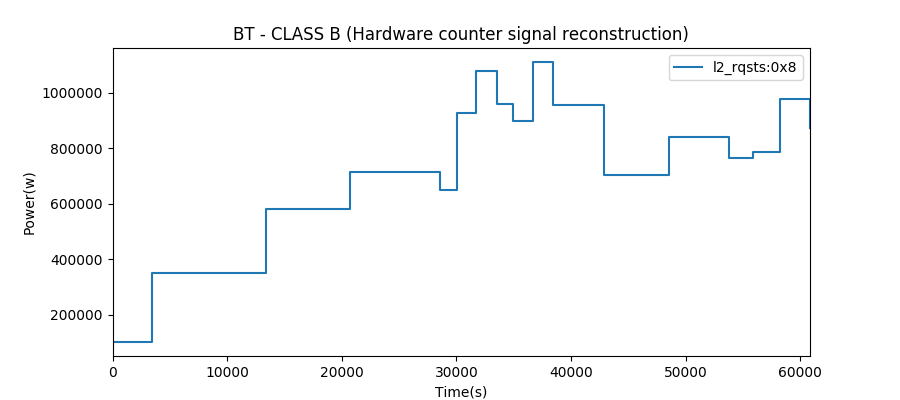 BT - CLASS B (Hardware counter signal reconstruction)
l2_rqsts:0x8
1000000
800000
600000
400000
200000
Power(w)
0 10000 20000 30000 40000 50000 60000
Time(s)